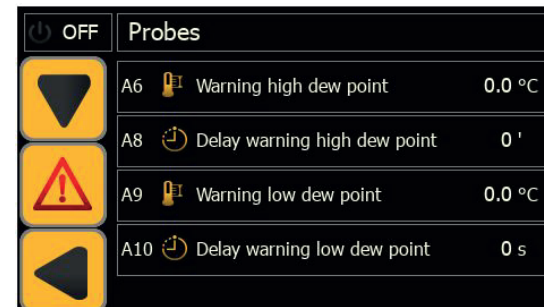 OFF Probes
A6 Warning high dew point 0.0 °C
A8 Delay warning high dew point 0 '
A9 Warning low dew point 0.0 °C
A10 Delay warning low dew point 0 s